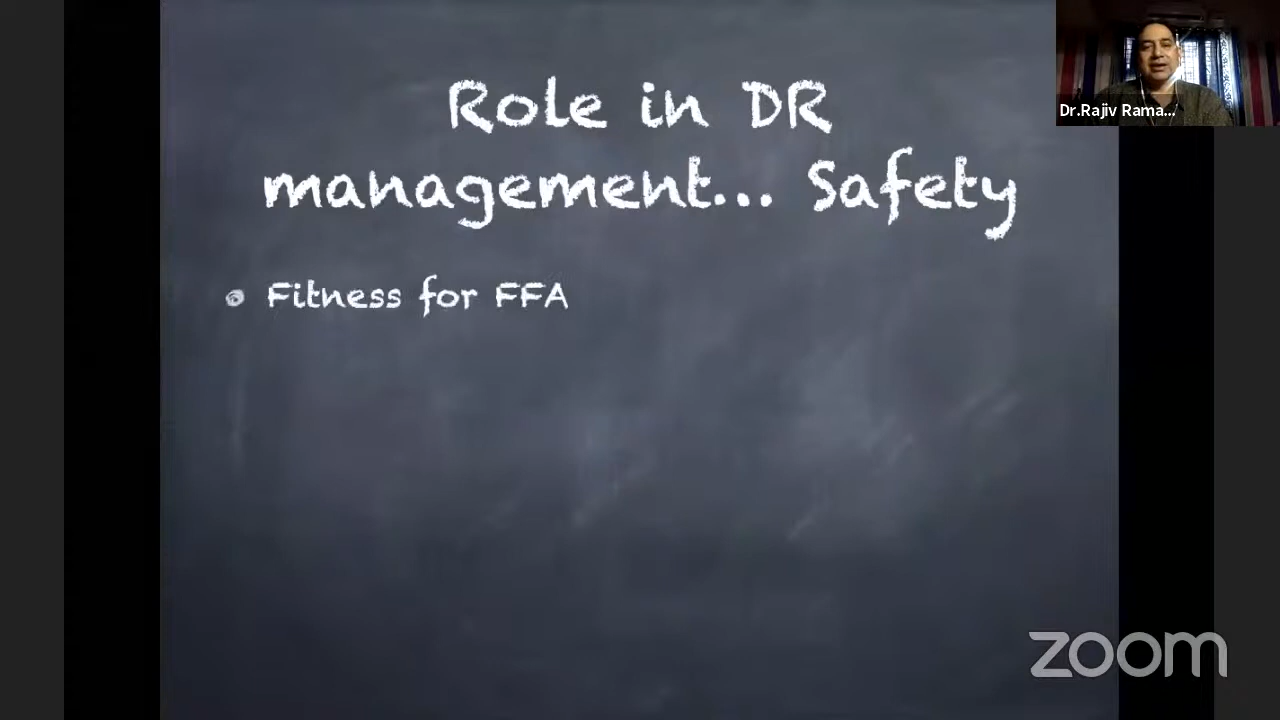 Role in DR
management... Safety
Fitness for FFA
Dr.Rajiv Rama...
zoom